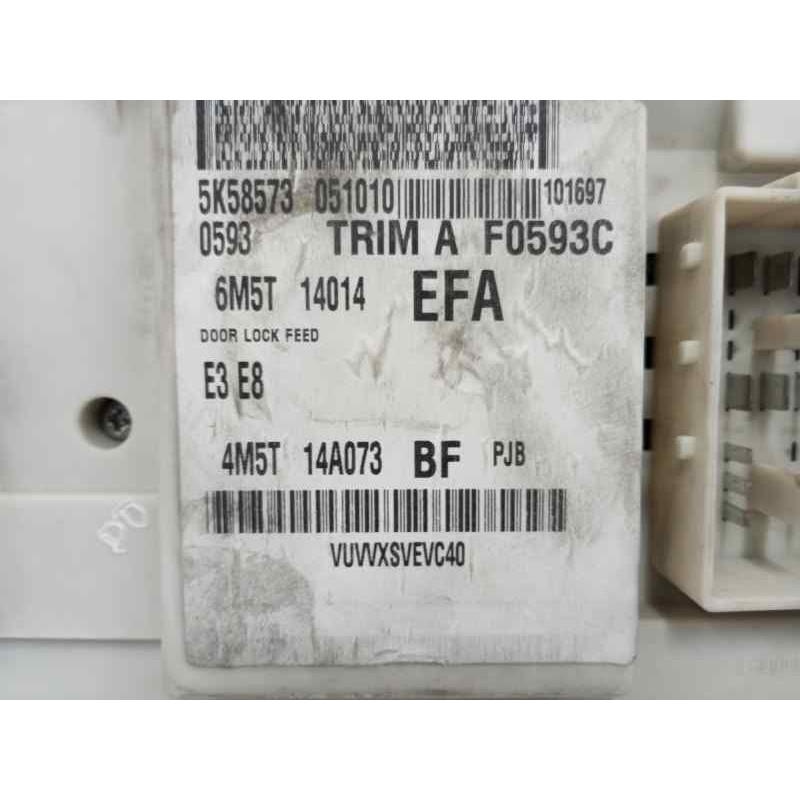 5K58573 051010 101697
0593 TRIM A F0593C
6M5T 14014 EFA
DOOR LOCK FEED
E3 E8
4M5T 14A073 BF PJB
VUVVXSVEVC40